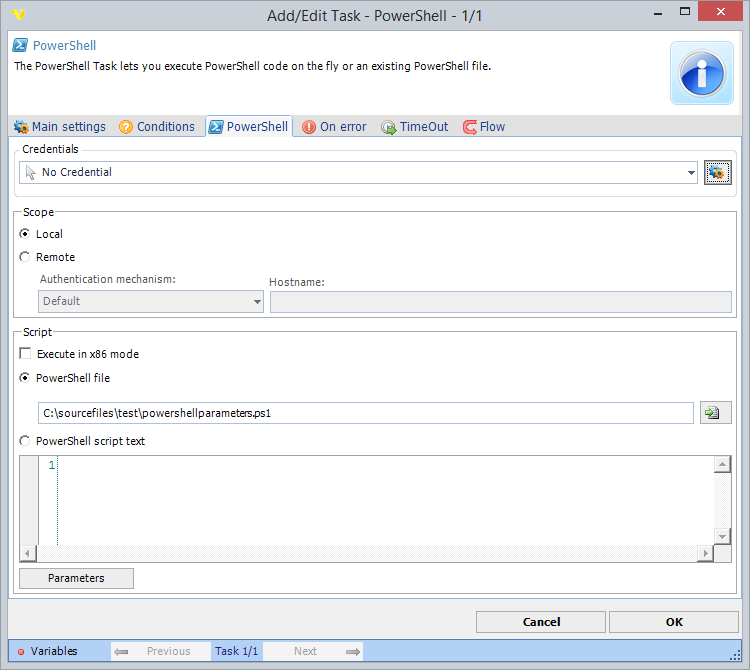 Add/Edit Task - PowerShell - 1/1
PowerShell
The PowerShell Task lets you execute PowerShell code on the fly or an existing PowerShell file.
Main settings Conditions PowerShell On error TimeOut Flow
Credentials
No Credential
Scope
Local
Remote
Authentication mechanism:
Hostname:
Default
Script
Execute in x86 mode
PowerShell file
C:\sourcefiles\test\powershellparameters.ps1
PowerShell script text
1
Parameters
Cancel OK
Variables Previous Task 1/1 Next